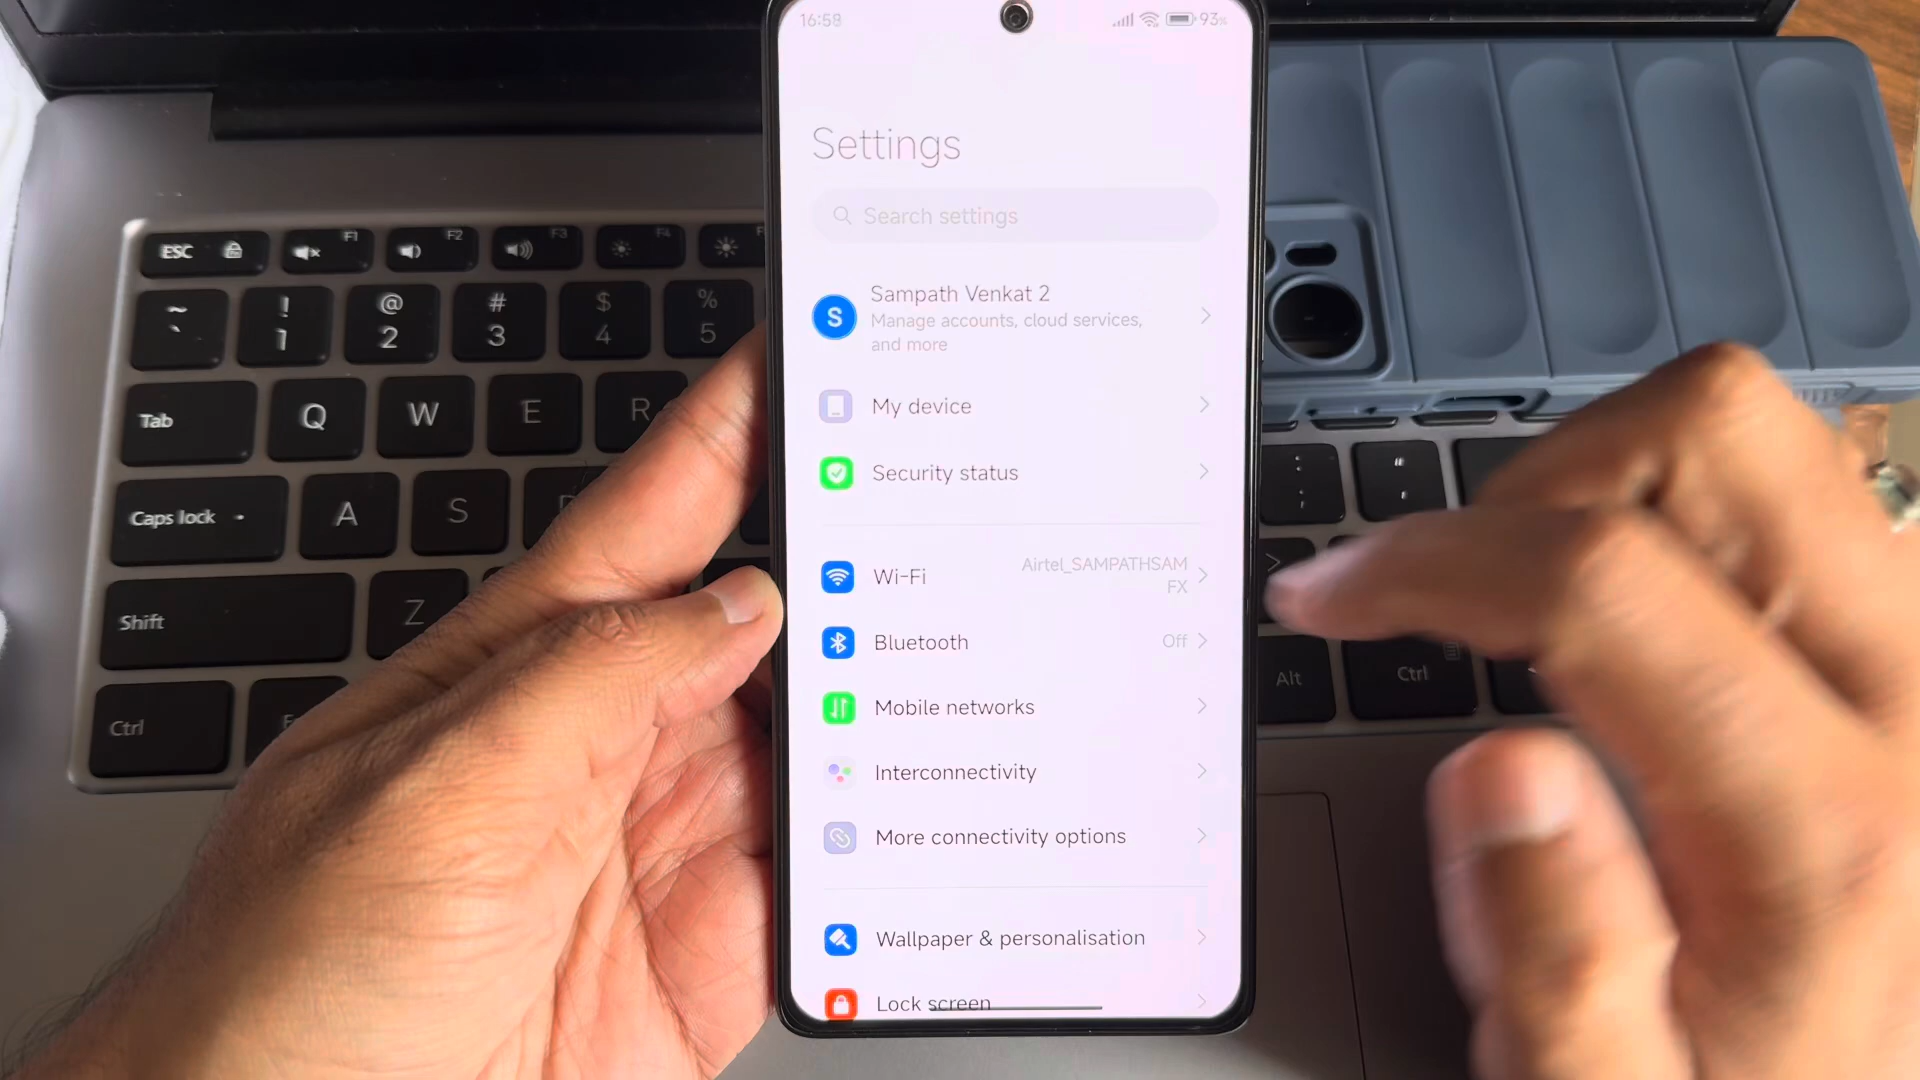 16:58
93%
Settings
Search settings
S
Sampath Venkat 2
Manage accounts, cloud services,
and more
My device
Security status
Wi-Fi
Airtel_SAMPATHSAM
FX
Bluetooth
Off
Mobile networks
Interconnectivity
More connectivity options
Wallpaper & personalisation
Lock screen
ESC
F1
F2
F3
F4
~ `
! 1
@ 2
# 3
$ 4
% 5
Tab
Q
W
E
R
Caps lock
A
S
Shift
Z
Ctrl
: ;
" '
>
Alt
Ctrl